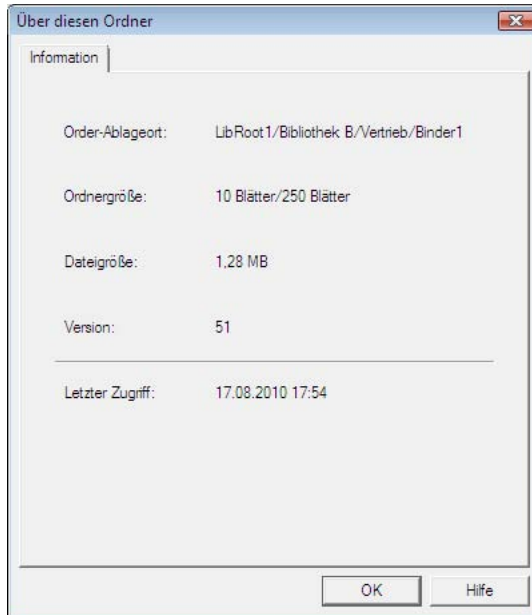 Über diesen Ordner
Information
Order-Ablageort: LibRoot1/Bibliothek B/Vertrieb/Binder1
Ordnergröße: 10 Blätter/250 Blätter
Dateigröße: 1,28 MB
Version: 51
Letzter Zugriff: 17.08.2010 17:54
OK Hilfe